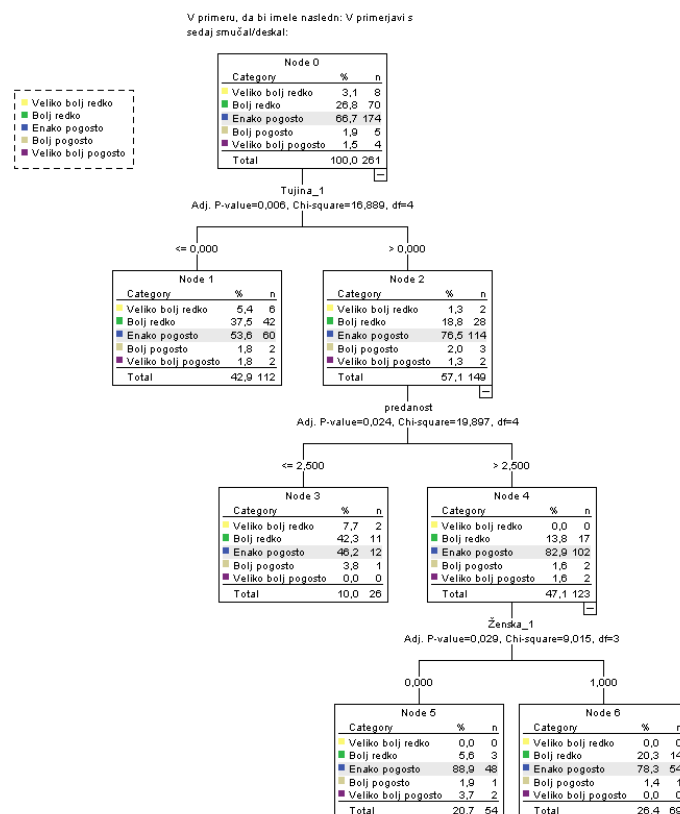 V primeru, da bi imele nasledn: V primerjavi s
sedaj smučal/deskal:
Veliko bolj redko
Bolj redko
Enako pogosto
Bolj pogosto
Veliko bolj pogosto
Node 0
Category % n
Veliko bolj redko 3,1 8
Bolj redko 26,8 70
Enako pogosto 66,7 174
Bolj pogosto 1,9 5
Veliko bolj pogosto 1,5 4
Total 100,0 261
Tujina_1
Adj. P-value=0,006, Chi-square=16,889, df=4
<= 0,000
> 0,000
Node 1
Category % n
Veliko bolj redko 5,4 6
Bolj redko 37,5 42
Enako pogosto 53,6 60
Bolj pogosto 1,8 2
Veliko bolj pogosto 1,8 2
Total 42,9 112
Node 2
Category % n
Veliko bolj redko 1,3 2
Bolj redko 18,8 28
Enako pogosto 76,5 114
Bolj pogosto 2,0 3
Veliko bolj pogosto 1,3 2
Total 57,1 149
predanost
Adj. P-value=0,024, Chi-square=19,897, df=4
<= 2,500
> 2,500
Node 3
Category % n
Veliko bolj redko 7,7 2
Bolj redko 42,3 11
Enako pogosto 46,2 12
Bolj pogosto 3,8 1
Veliko bolj pogosto 0,0 0
Total 10,0 26
Node 4
Category % n
Veliko bolj redko 0,0 0
Bolj redko 13,8 17
Enako pogosto 82,9 102
Bolj pogosto 1,6 2
Veliko bolj pogosto 1,6 2
Total 47,1 123
Ženska_1
Adj. P-value=0,029, Chi-square=9,015, df=3
0,000
1,000
Node 5
Category % n
Veliko bolj redko 0,0 0
Bolj redko 5,6 3
Enako pogosto 88,9 48
Bolj pogosto 1,9 1
Veliko bolj pogosto 3,7 2
Total 20,7 54
Node 6
Category % n
Veliko bolj redko 0,0 0
Bolj redko 20,3 14
Enako pogosto 78,3 54
Bolj pogosto 1,4 1
Veliko bolj pogosto 0,0 0
Total 26,4 69